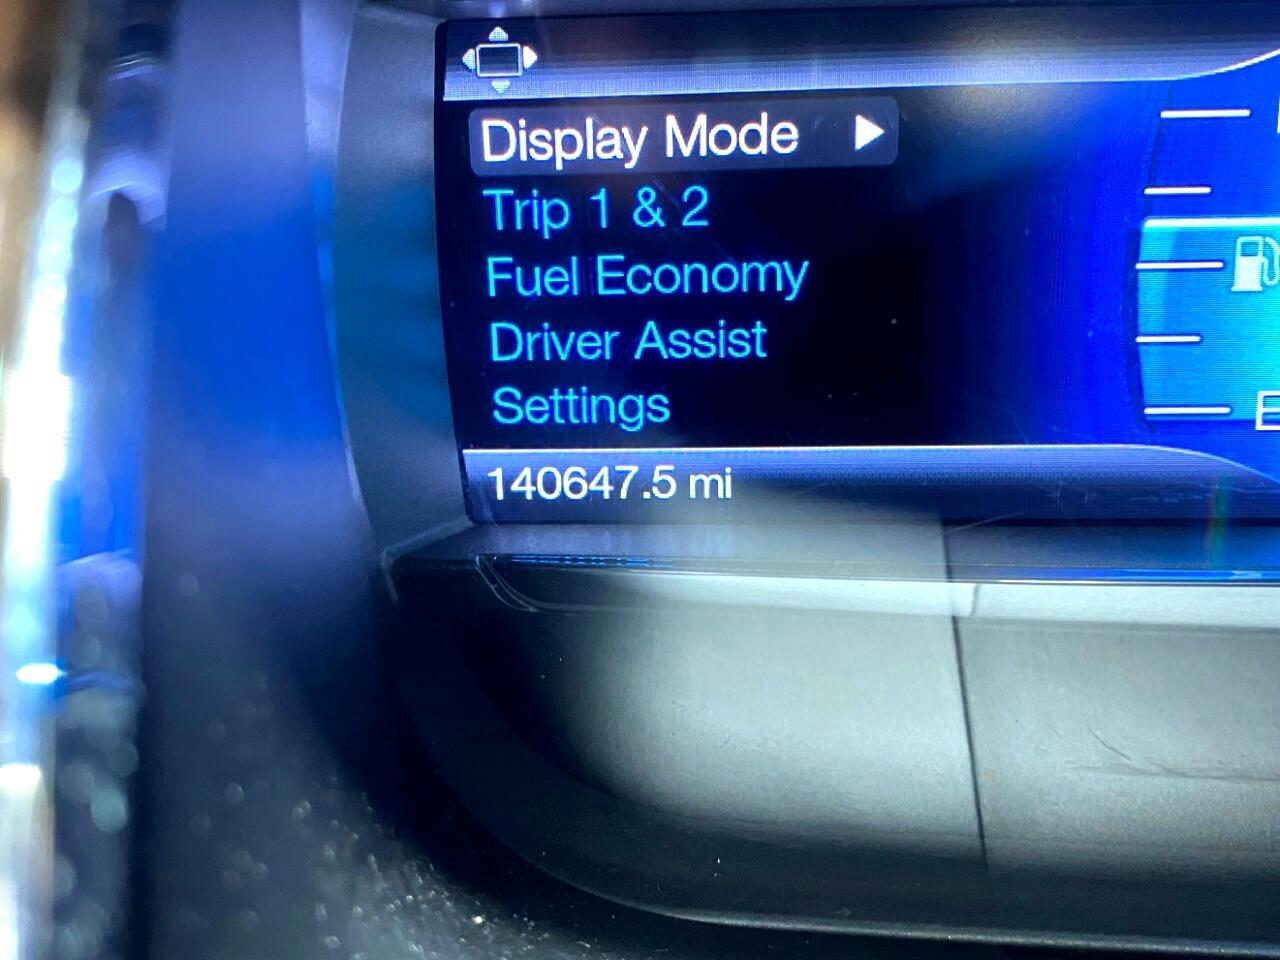 Display Mode
Trip 1 & 2
Fuel Economy
Driver Assist
Settings
E
140647.5 mi